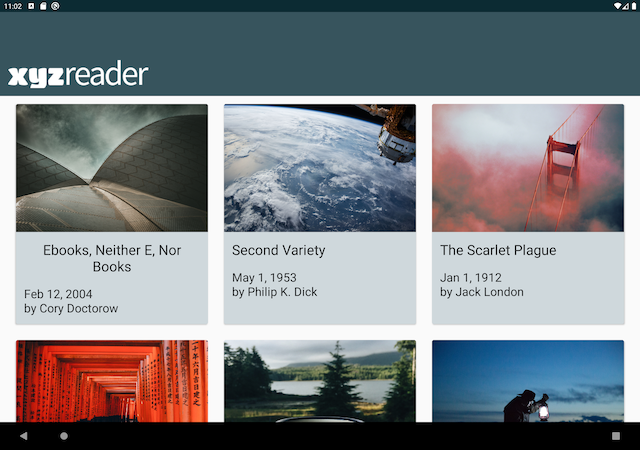 11:02
xyzreader
Ebooks, Neither E, Nor
Books
Feb 12, 2004
by Cory Doctorow
Second Variety
May 1, 1953
by Philip K. Dick
The Scarlet Plague
Jan 1, 1912
by Jack London